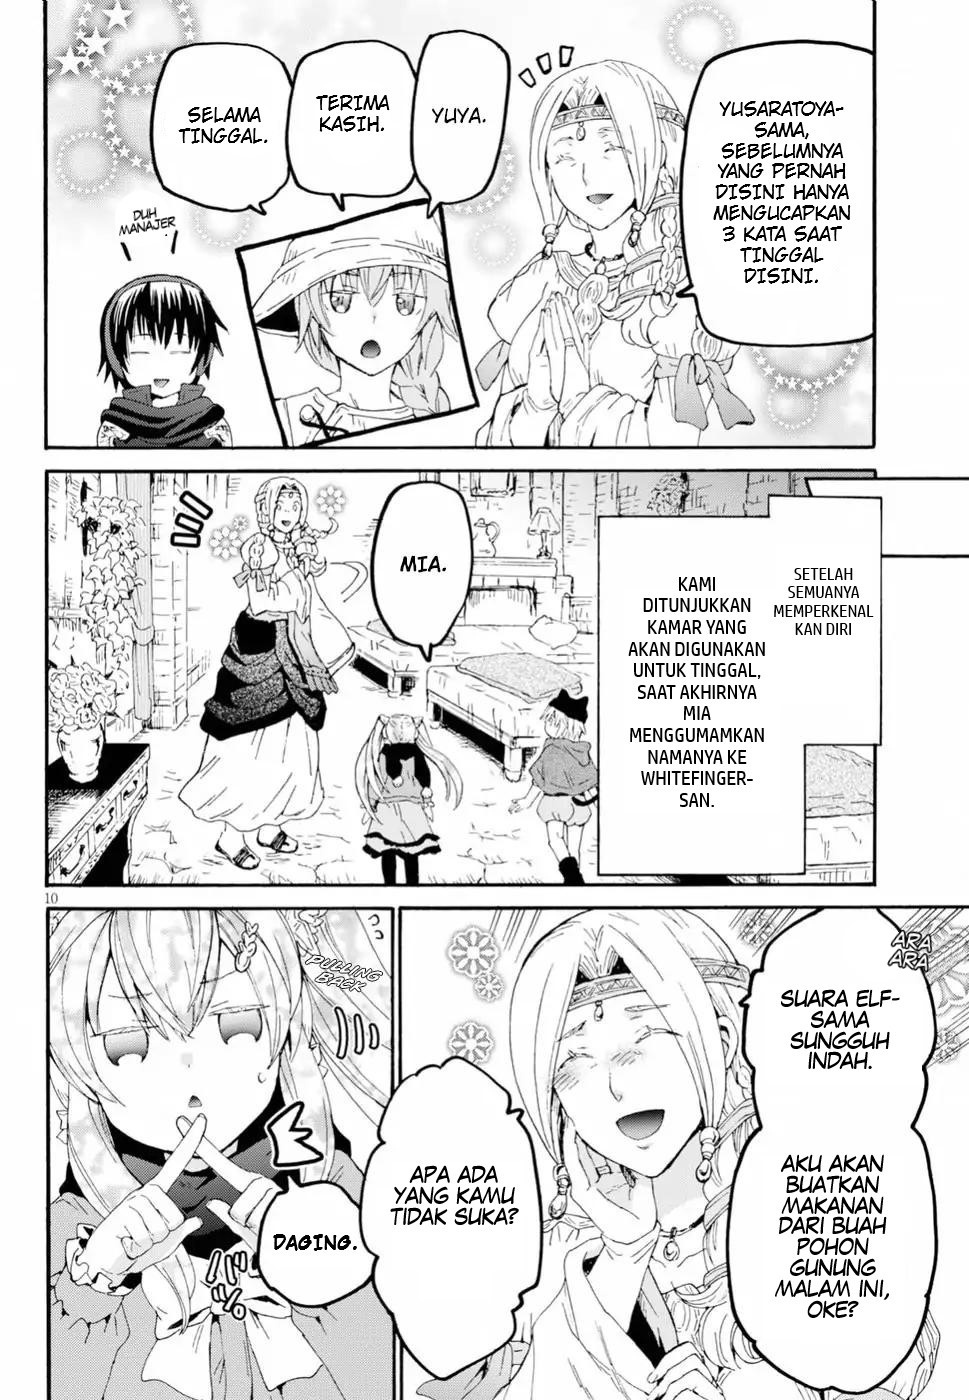 YUSARATOYA-
SAMA,
SEBELUMNYA
YANG PERNAH
DISINI HANYA
MENGUCAPKAN
3 KATA SAAT
TINGGAL
DISINI.
YUYA.
TERIMA
KASIH.
SELAMA
TINGGAL.
DUH
MANAJER
SETELAH
SEMUANYA
MEMPERKENAL
KAN DIRI
KAMI
DITUNJUKKAN
KAMAR YANG
AKAN DIGUNAKAN
UNTUK TINGGAL,
SAAT AKHIRNYA
MIA
MENGGUMAMKAN
NAMANYA KE
WHITEFINGER-
SAN.
MIA.
10
ARA
ARA
SUARA ELF-
SAMA
SUNGGUH
INDAH.
AKU AKAN
BUATKAN
MAKANAN
DARI BUAH
POHON
GUNUNG
MALAM INI,
OKE?
APA ADA
YANG KAMU
TIDAK SUKA?
PULLING
BACK
DAGING.